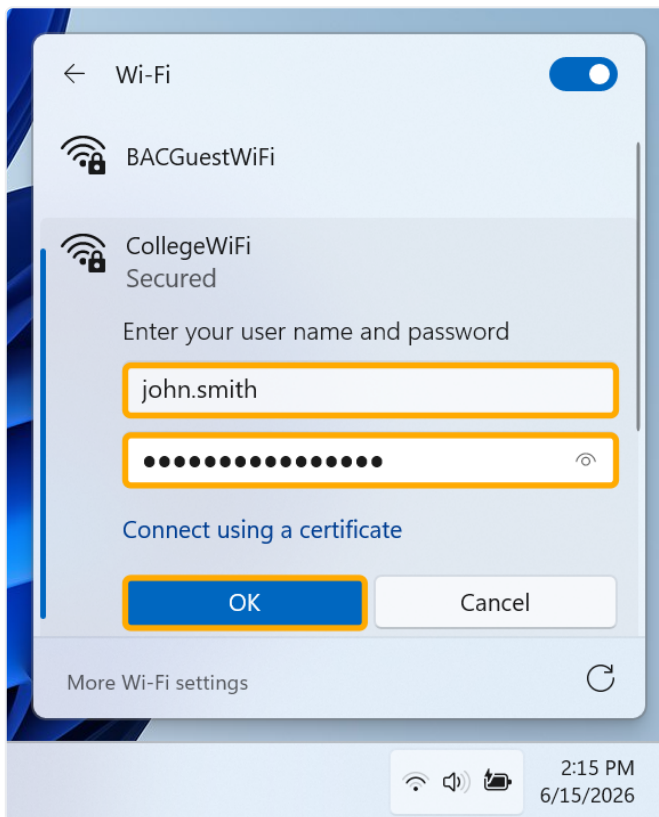 Wi-Fi
BACGuestWiFi
CollegeWiFi
Secured
Enter your user name and password
john.smith
●●●●●●●●●●●●●●●●
Connect using a certificate
OK Cancel
More Wi-Fi settings
2:15 PM
6/15/2026